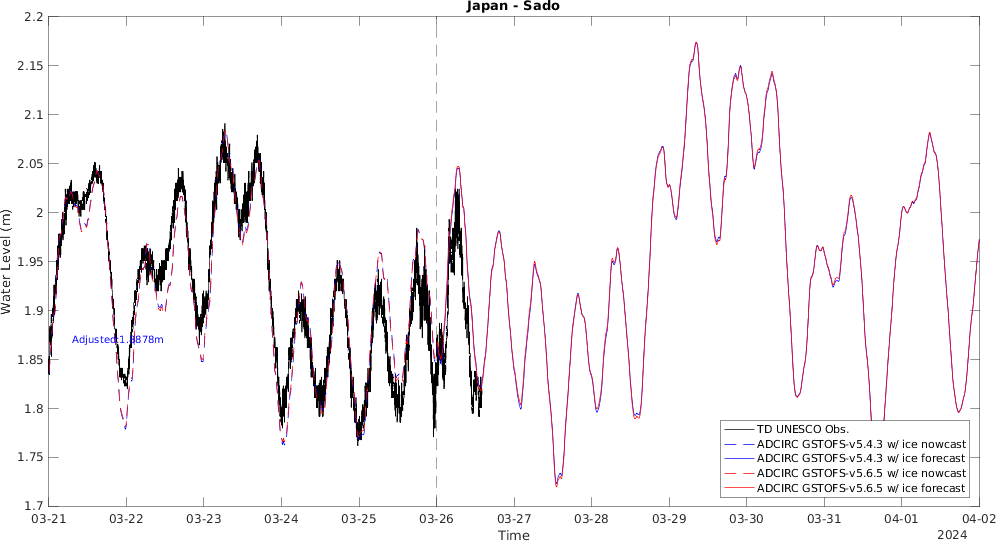 Japan - Sado
Water Level (m)
2.2
2.15
2.1
2.05
2
1.95
1.9
1.85
1.8
1.75
1.7
Adjusted:1.8878m
TD UNESCO Obs.
ADCIRC GSTOFS-v5.4.3 w/ ice nowcast
ADCIRC GSTOFS-v5.4.3 w/ ice forecast
ADCIRC GSTOFS-v5.6.5 w/ ice nowcast
ADCIRC GSTOFS-v5.6.5 w/ ice forecast
03-21 03-22 03-23 03-24 03-25 03-26 03-27 03-28 03-29 03-30 03-31 04-01 04-02
Time
2024